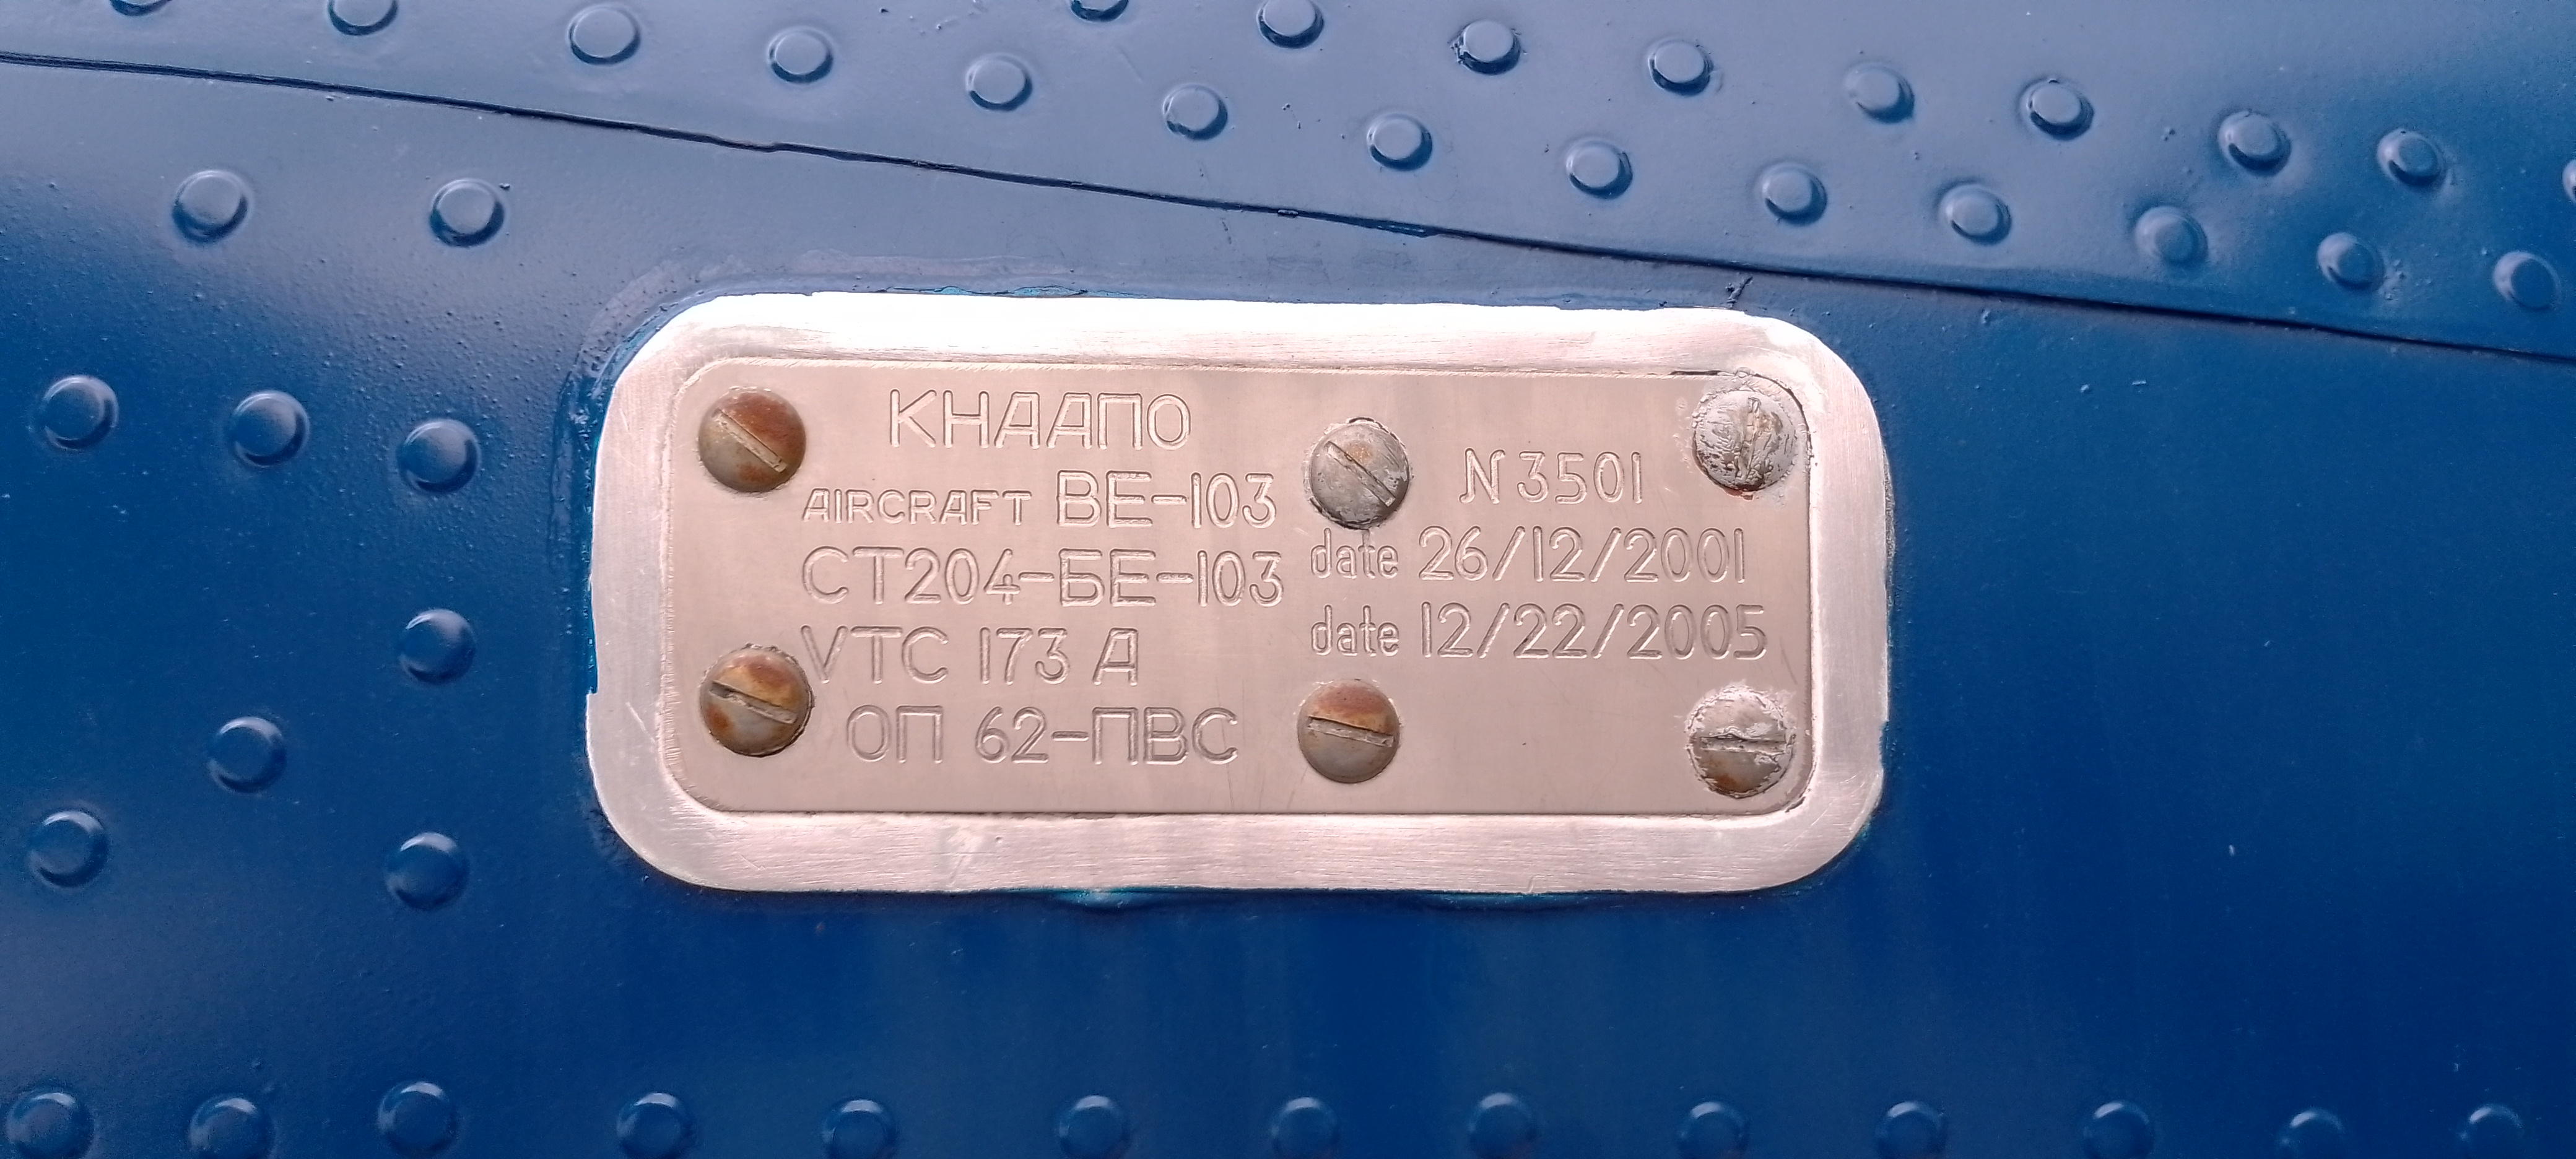 КНААПО
AIRCRAFT BE-103
СТ204-БЕ-103
VTC 173 A
ОП 62-ПВС
N 3501
date 26/12/2001
date 12/22/2005